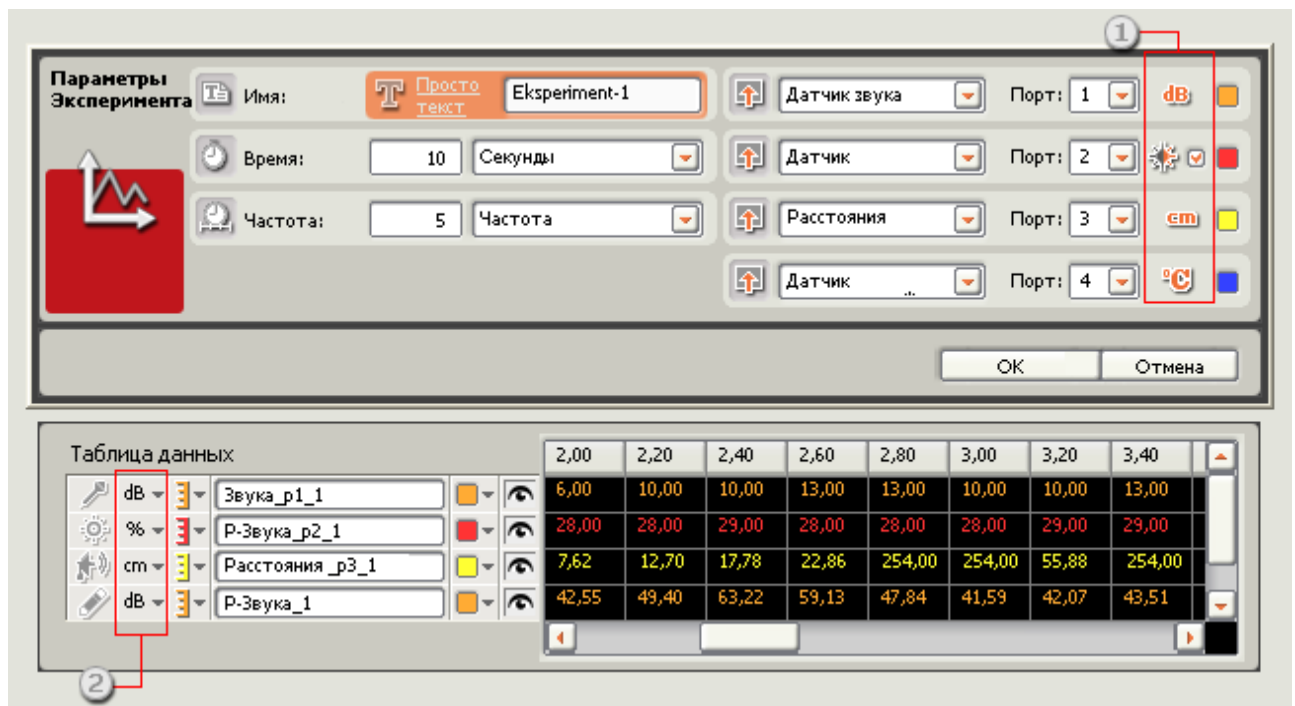 1
Параметры
Эксперимента
Имя:
Просто
текст
Eksperiment-1
Датчик звука
Порт: 1
dB
Время:
10 Секунды
Датчик
Порт: 2
Частота:
5 Частота
Расстояния
Порт: 3
cm
Датчик
Порт: 4
°C
OK
Отмена
Таблица данных
2,00 2,20 2,40 2,60 2,80 3,00 3,20 3,40
dB Звука_p1_1 6,00 10,00 10,00 13,00 13,00 10,00 10,00 13,00
% Р-Звука_p2_1 28,00 28,00 29,00 28,00 28,00 28,00 29,00 29,00
cm Расстояния _p3_1 7,62 12,70 17,78 22,86 254,00 254,00 55,88 254,00
dB Р-Звука_1 42,55 49,40 63,22 59,13 47,84 41,59 42,07 43,51
2